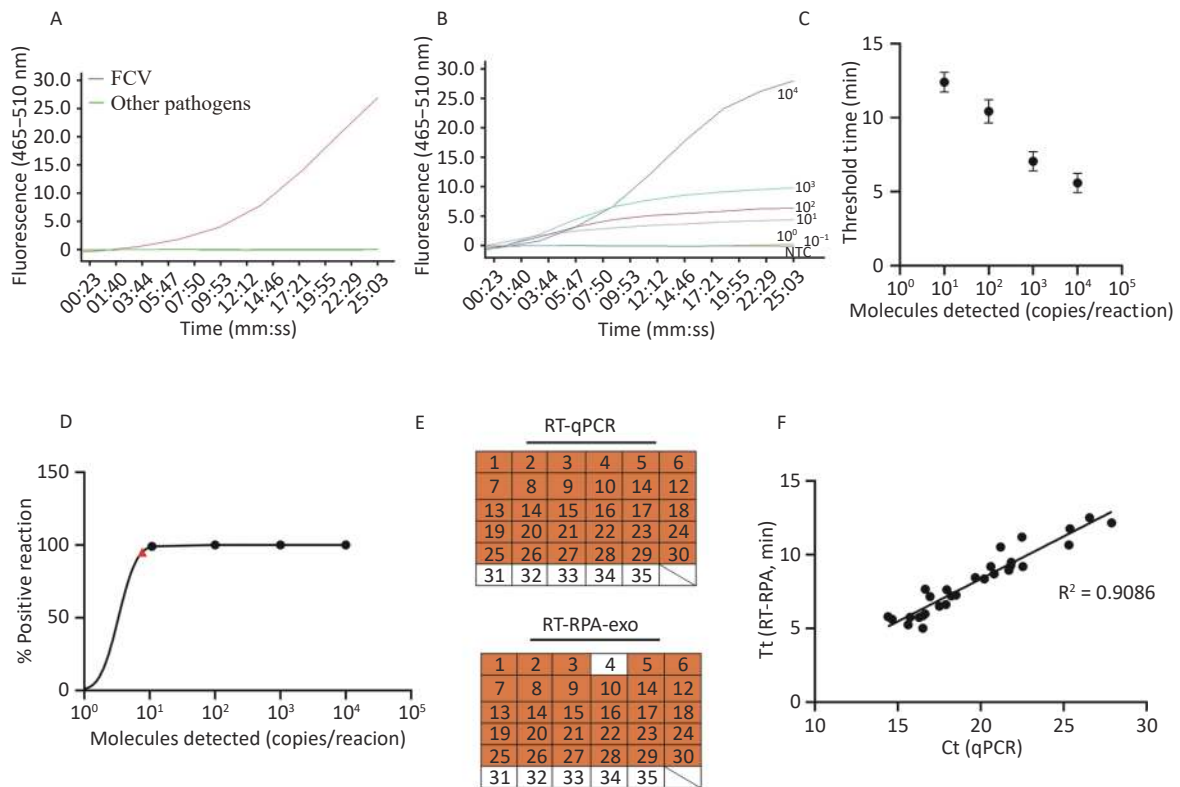 A
Fluorescence (465–510 nm)
30.0
25.0
20.0
15.0
10.0
5.0
0
FCV
Other pathogens
00:23
01:40
03:44
05:47
07:50
09:53
12:12
14:46
17:21
19:55
22:29
25:03
Time (mm:ss)
B
Fluorescence (465–510 nm)
30.0
25.0
20.0
15.0
10.0
5.0
0
10⁴
10³
10²
10¹
10⁰ 10⁻¹
NTC
00:23
01:40
03:44
05:47
07:50
09:53
12:12
14:46
17:21
19:55
22:29
25:03
Time (mm:ss)
C
Threshold time (min)
15
10
5
0
10⁰ 10¹ 10² 10³ 10⁴ 10⁵
Molecules detected (copies/reaction)
D
% Positive reaction
150
100
50
0
10⁰ 10¹ 10² 10³ 10⁴ 10⁵
Molecules detected (copies/reacion)
E
RT-qPCR
1 2 3 4 5 6
7 8 9 10 14 12
13 14 15 16 17 18
19 20 21 22 23 24
25 26 27 28 29 30
31 32 33 34 35
RT-RPA-exo
1 2 3 4 5 6
7 8 9 10 14 12
13 14 15 16 17 18
19 20 21 22 23 24
25 26 27 28 29 30
31 32 33 34 35
F
Tt (RT-RPA, min)
15
10
5
0
R² = 0.9086
10 15 20 25 30
Ct (qPCR)